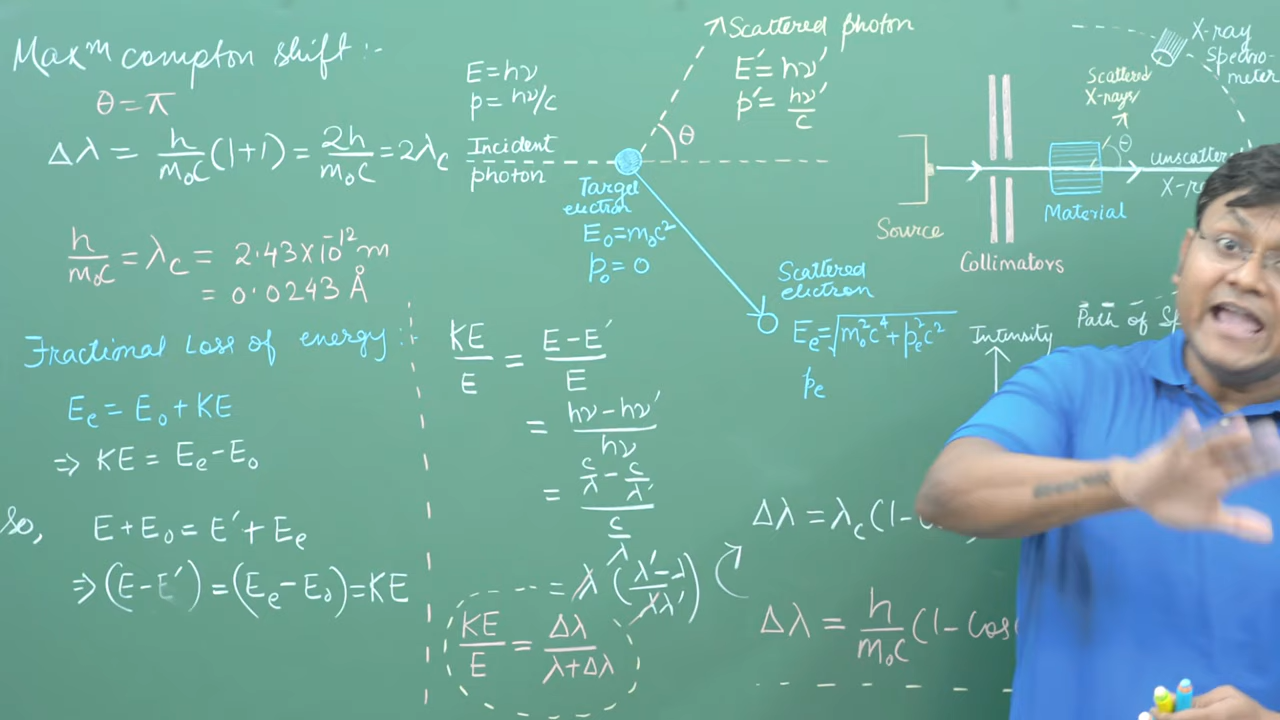 Maxᵐ compton shift :-
θ = π
Δλ = h/m₀c (1+1) = 2h/m₀c = 2λc
h/m₀c = λc = 2.43×10⁻¹² m
= 0.0243 Å
Fractional Loss of energy :-
Eₑ = E₀ + KE
⇒ KE = Eₑ - E₀
So, E + E₀ = E' + Eₑ
⇒ (E - E') = (Eₑ - E₀) = KE
KE/E = (E - E')/E
= (hν - hν')/hν
= (c/λ - c/λ')/(c/λ)
= λ (λ' - λ/λλ')
KE/E = Δλ/(λ+Δλ)
E = hν
p = hν/c
Incident
photon
Scattered photon
E' = hν'
p' = hν'/c
θ
Target
electron
E₀ = m₀c²
p₀ = 0
Scattered
electron
Eₑ = √(m₀²c⁴ + pₑ²c²)
pₑ
Δλ = λc (1-
Δλ = h/m₀c (1 - Cos
X-ray
Spectro-
meter
Scattered
X-rays
θ
Source
Collimators
Material
X-
Path of
Intensity